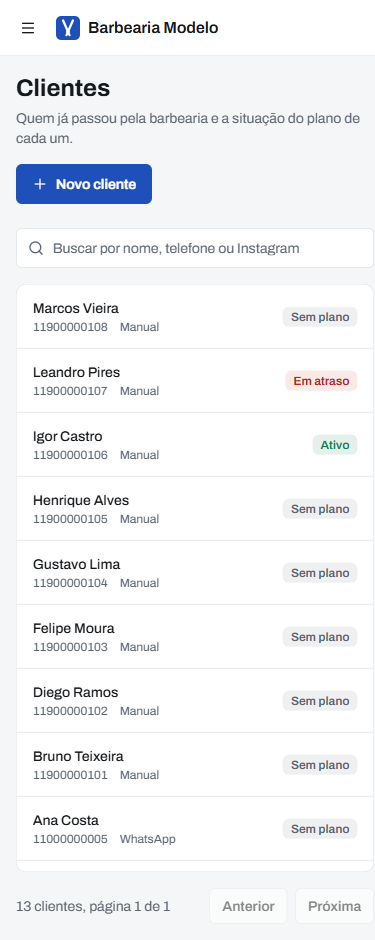 Barbearia Modelo
Clientes
Quem já passou pela barbearia e a situação do plano de
cada um.
Novo cliente
Buscar por nome, telefone ou Instagram
Marcos Vieira
11900000108 Manual
Sem plano
Leandro Pires
11900000107 Manual
Em atraso
Igor Castro
11900000106 Manual
Ativo
Henrique Alves
11900000105 Manual
Sem plano
Gustavo Lima
11900000104 Manual
Sem plano
Felipe Moura
11900000103 Manual
Sem plano
Diego Ramos
11900000102 Manual
Sem plano
Bruno Teixeira
11900000101 Manual
Sem plano
Ana Costa
11000000005 WhatsApp
Sem plano
13 clientes, página 1 de 1
Anterior
Próxima